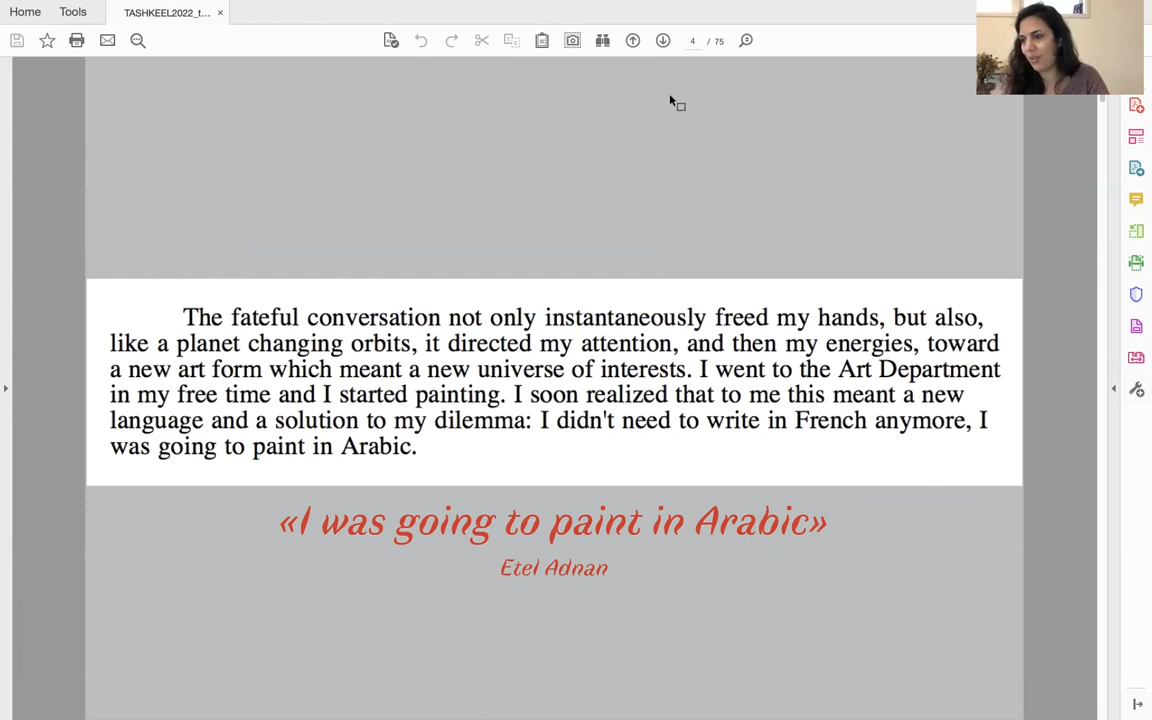 Home
Tools
TASHKEEL2022_t... ×
4 / 75
The fateful conversation not only instantaneously freed my hands, but also,
like a planet changing orbits, it directed my attention, and then my energies, toward
a new art form which meant a new universe of interests. I went to the Art Department
in my free time and I started painting. I soon realized that to me this meant a new
language and a solution to my dilemma: I didn't need to write in French anymore, I
was going to paint in Arabic.
«I was going to paint in Arabic»
Etel Adnan